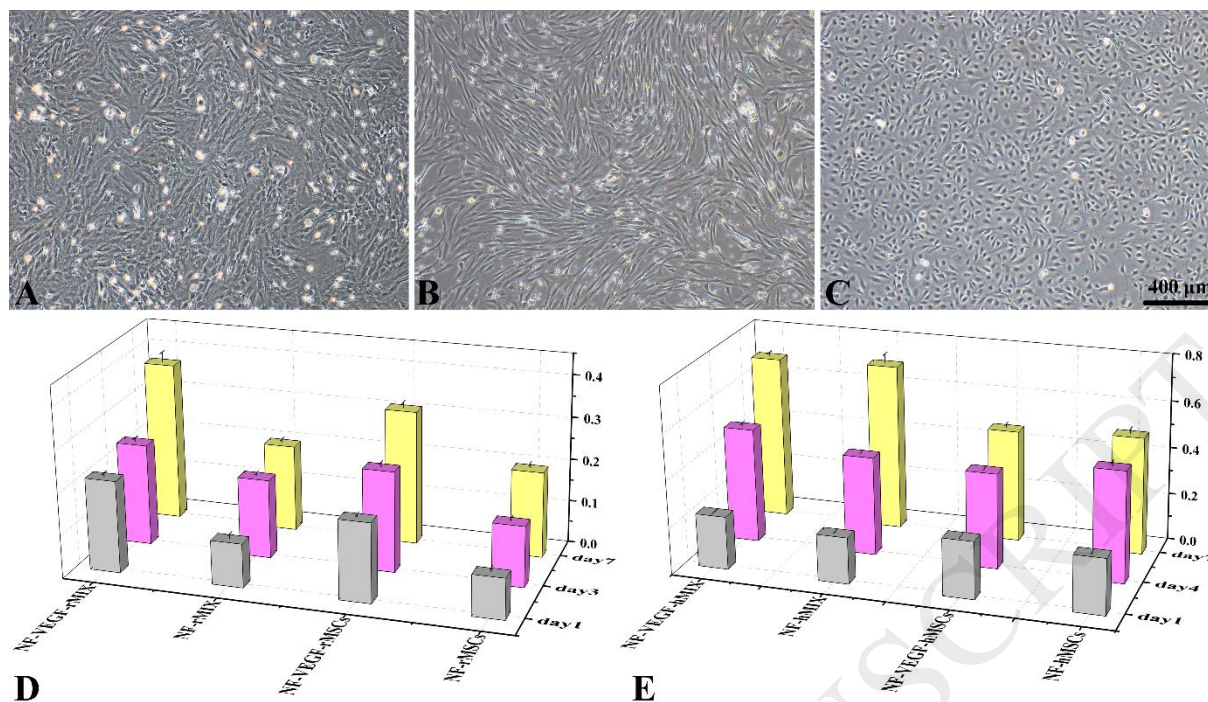 A
B
C
400 μm
0.4
0.3
0.2
0.1
0.0
day7
day3
day1
NF-VEGF-rMIX
NF-rMIX
NF-VEGF-rMSCs
NF-rMSCs
D
0.8
0.6
0.4
0.2
0.0
day7
day4
day1
NF-VEGF-hMIX
NF-hMIX
NF-VEGF-hMSCs
NF-hMSCs
E
NUSCRIPT